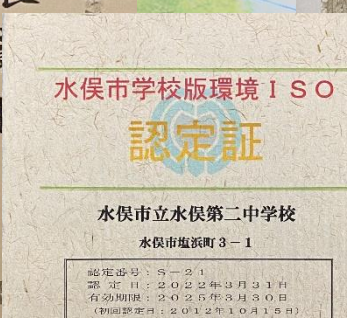 水俣市学校版環境ＩＳＯ
認定証
水俣市立水俣第二中学校
水俣市塩浜町３－１
認定番号：Ｓ－２１
認 定 日：２０２２年３月３１日
有効期限：２０２５年３月３０日
（初回認定日：２０１２年１０月１５日）